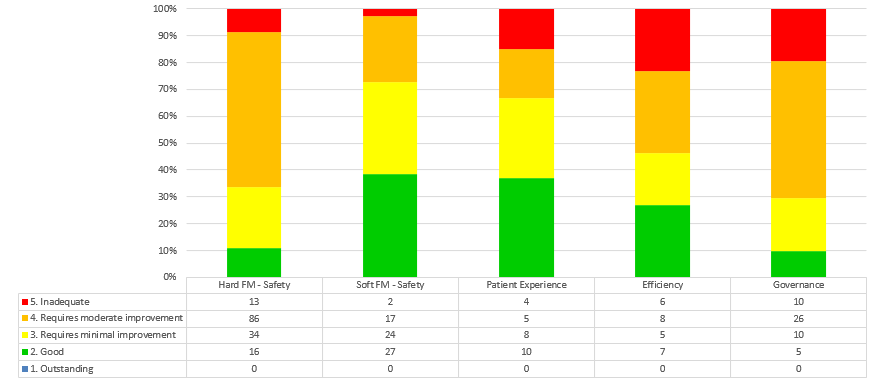 100%
90%
80%
70%
60%
50%
40%
30%
20%
10%
0%
Hard FM - Safety Soft FM - Safety Patient Experience Efficiency Governance
5. Inadequate 13 2 4 6 10
4. Requires moderate improvement 86 17 5 8 26
3. Requires minimal improvement 34 24 8 5 10
2. Good 16 27 10 7 5
1. Outstanding 0 0 0 0 0